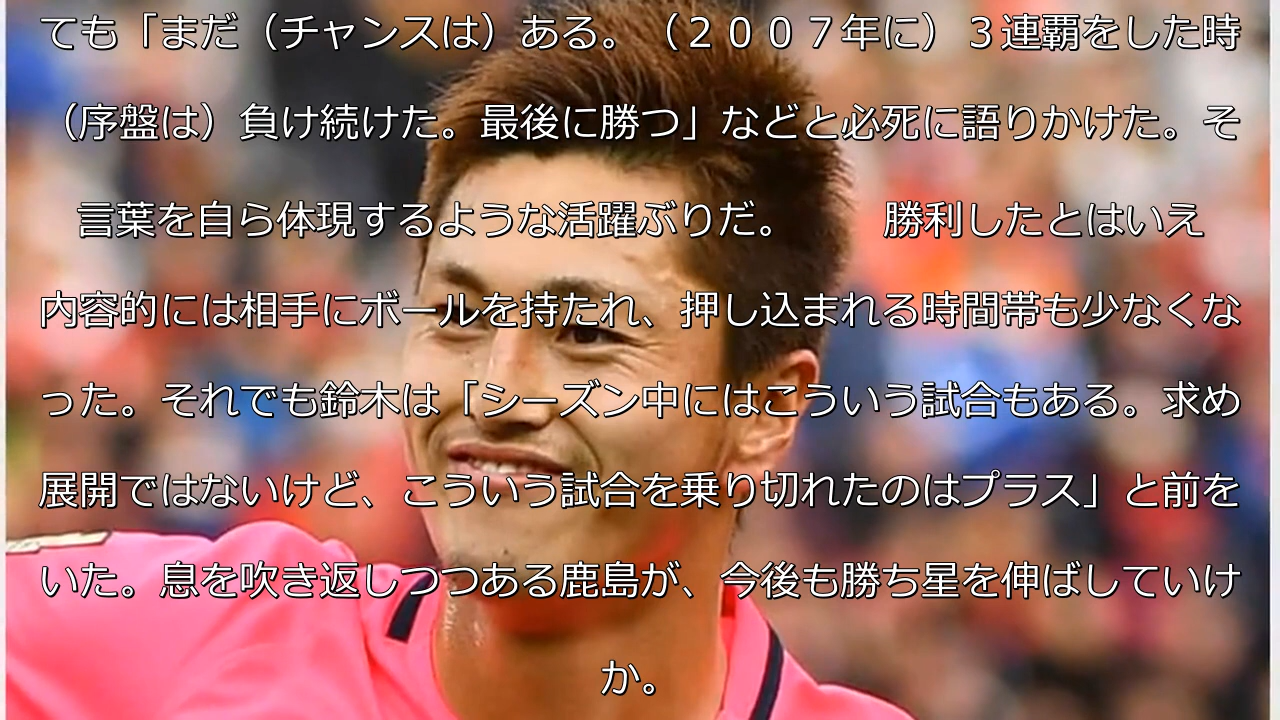 ても「まだ（チャンスは）ある。（２００７年に）３連覇をした時
（序盤は）負け続けた。最後に勝つ」などと必死に語りかけた。そ
言葉を自ら体現するような活躍ぶりだ。　　勝利したとはいえ
内容的には相手にボールを持たれ、押し込まれる時間帯も少なくな
った。それでも鈴木は「シーズン中にはこういう試合もある。求め
展開ではないけど、こういう試合を乗り切れたのはプラス」と前を
いた。息を吹き返しつつある鹿島が、今後も勝ち星を伸ばしていけ
か。